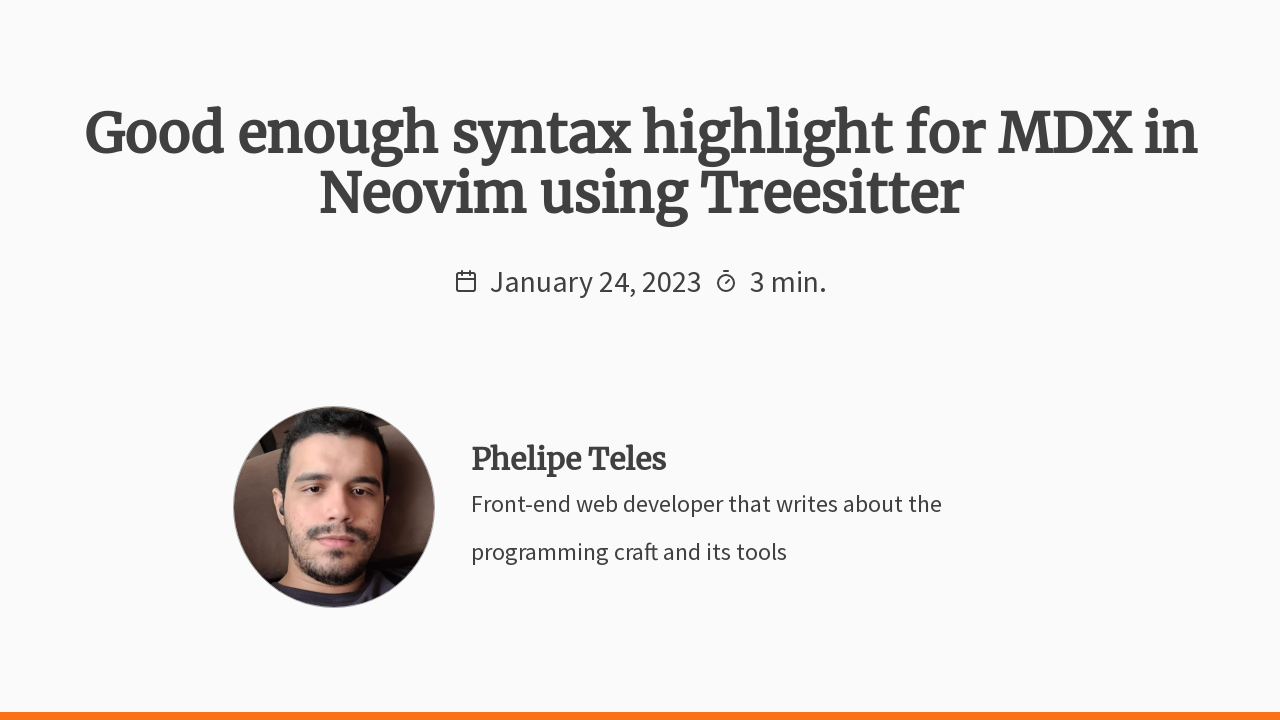 Good enough syntax highlight for MDX in
Neovim using Treesitter
January 24, 2023 3 min.
Phelipe Teles
Front-end web developer that writes about the
programming craft and its tools